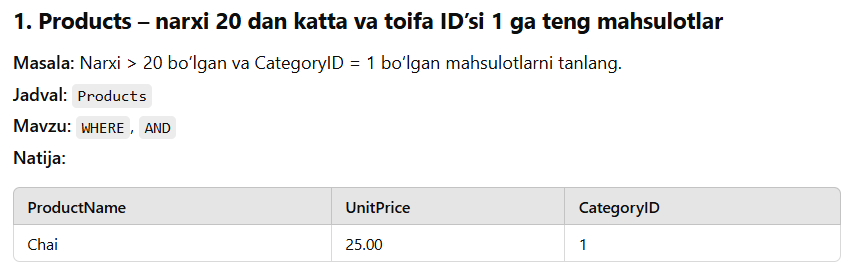 1. Products – narxi 20 dan katta va toifa ID’si 1 ga teng mahsulotlar
Masala: Narxi > 20 bo‘lgan va CategoryID = 1 bo‘lgan mahsulotlarni tanlang.
Jadval: Products
Mavzu: WHERE, AND
Natija:
ProductName UnitPrice CategoryID
Chai 25.00 1